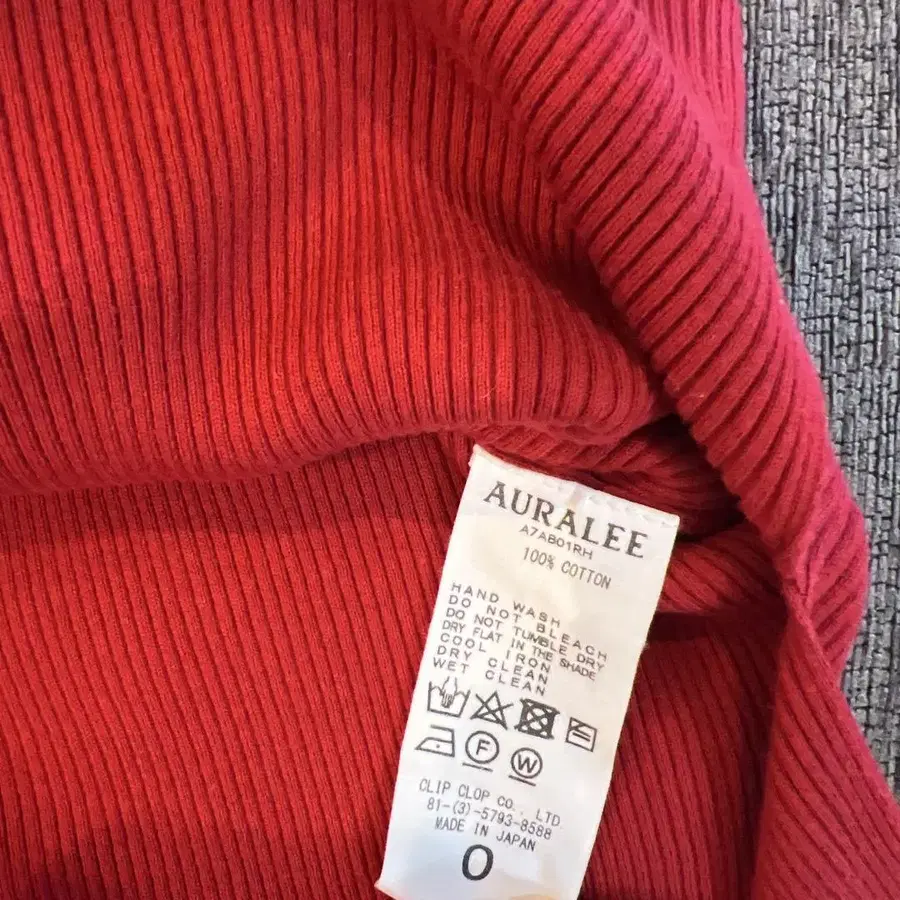 AURALEE
A7AB01RH
100% COTTON
HAND WASH
DO NOT BLEACH
DO NOT TUMBLE DRY
DRY FLAT IN THE SHADE
COOL IRON
DRY CLEAN
WET CLEAN
F W
CLIP CLOP CO., LTD.
81-(3)-5793-8588
MADE IN JAPAN
0